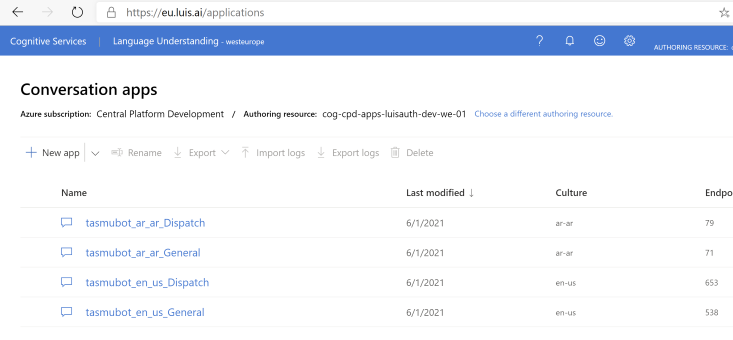 https://eu.luis.ai/applications
Cognitive Services | Language Understanding - westeurope ? AUTHORING RESOURCE:
Conversation apps
Azure subscription: Central Platform Development / Authoring resource: cog-cpd-apps-luisauth-dev-we-01 Choose a different authoring resource.
+ New app Rename Export Import logs Export logs Delete
Name Last modified ↓ Culture Endpo
tasmubot_ar_ar_Dispatch 6/1/2021 ar-ar 79
tasmubot_ar_ar_General 6/1/2021 ar-ar 71
tasmubot_en_us_Dispatch 6/1/2021 en-us 653
tasmubot_en_us_General 6/1/2021 en-us 538